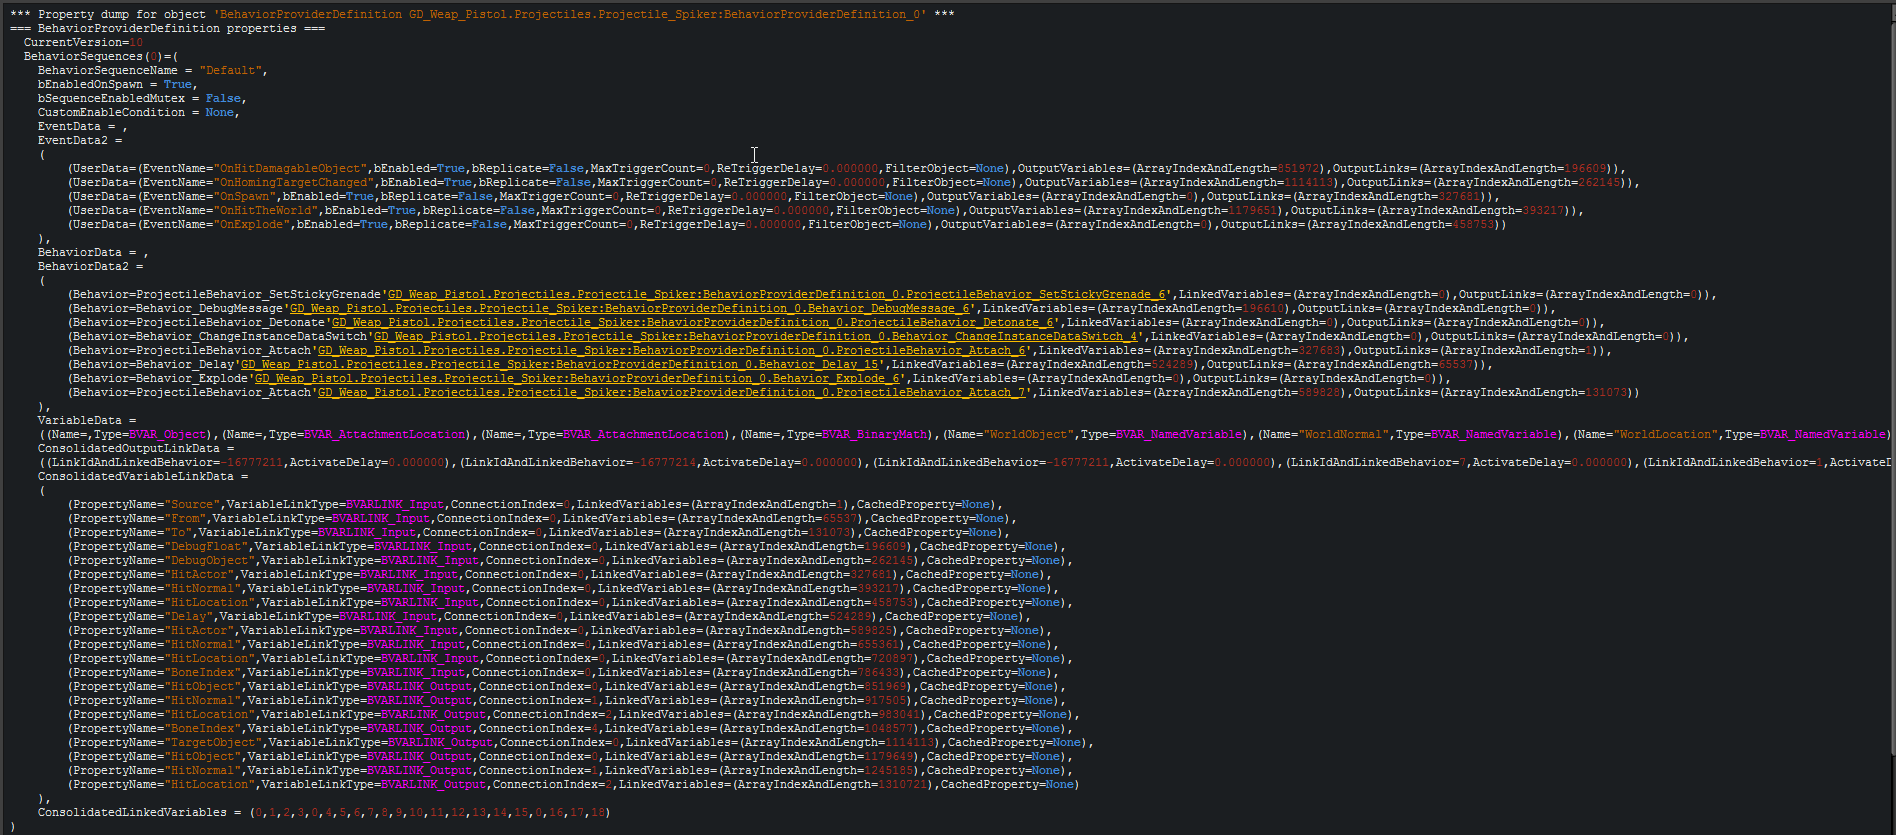 *** Property dump for object 'BehaviorProviderDefinition GD_Weap_Pistol.Projectiles.Projectile_Spiker:BehaviorProviderDefinition_0' ***
=== BehaviorProviderDefinition properties ===
CurrentVersion=10
BehaviorSequences(0)=(
BehaviorSequenceName = "Default",
bEnabledOnSpawn = True,
bSequenceEnabledMutex = False,
CustomEnableCondition = None,
EventData = ,
EventData2 =
(
(UserData=(EventName="OnHitDamagableObject",bEnabled=True,bReplicate=False,MaxTriggerCount=0,ReTriggerDelay=0.000000,FilterObject=None),OutputVariables=(ArrayIndexAndLength=851972),OutputLinks=(ArrayIndexAndLength=196609)),
(UserData=(EventName="OnHomingTargetChanged",bEnabled=True,bReplicate=False,MaxTriggerCount=0,ReTriggerDelay=0.000000,FilterObject=None),OutputVariables=(ArrayIndexAndLength=1114113),OutputLinks=(ArrayIndexAndLength=262145)),
(UserData=(EventName="OnSpawn",bEnabled=True,bReplicate=False,MaxTriggerCount=0,ReTriggerDelay=0.000000,FilterObject=None),OutputVariables=(ArrayIndexAndLength=0),OutputLinks=(ArrayIndexAndLength=327681)),
(UserData=(EventName="OnHitTheWorld",bEnabled=True,bReplicate=False,MaxTriggerCount=0,ReTriggerDelay=0.000000,FilterObject=None),OutputVariables=(ArrayIndexAndLength=1179651),OutputLinks=(ArrayIndexAndLength=393217)),
(UserData=(EventName="OnExplode",bEnabled=True,bReplicate=False,MaxTriggerCount=0,ReTriggerDelay=0.000000,FilterObject=None),OutputVariables=(ArrayIndexAndLength=0),OutputLinks=(ArrayIndexAndLength=458753))
),
BehaviorData = ,
BehaviorData2 =
(
(Behavior=ProjectileBehavior_SetStickyGrenade'GD_Weap_Pistol.Projectiles.Projectile_Spiker:BehaviorProviderDefinition_0.ProjectileBehavior_SetStickyGrenade_6',LinkedVariables=(ArrayIndexAndLength=0),OutputLinks=(ArrayIndexAndLength=0)),
(Behavior=Behavior_DebugMessage'GD_Weap_Pistol.Projectiles.Projectile_Spiker:BehaviorProviderDefinition_0.Behavior_DebugMessage_6',LinkedVariables=(ArrayIndexAndLength=196610),OutputLinks=(ArrayIndexAndLength=0)),
(Behavior=ProjectileBehavior_Detonate'GD_Weap_Pistol.Projectiles.Projectile_Spiker:BehaviorProviderDefinition_0.ProjectileBehavior_Detonate_6',LinkedVariables=(ArrayIndexAndLength=0),OutputLinks=(ArrayIndexAndLength=0)),
(Behavior=Behavior_ChangeInstanceDataSwitch'GD_Weap_Pistol.Projectiles.Projectile_Spiker:BehaviorProviderDefinition_0.Behavior_ChangeInstanceDataSwitch_4',LinkedVariables=(ArrayIndexAndLength=0),OutputLinks=(ArrayIndexAndLength=0)),
(Behavior=ProjectileBehavior_Attach'GD_Weap_Pistol.Projectiles.Projectile_Spiker:BehaviorProviderDefinition_0.ProjectileBehavior_Attach_6',LinkedVariables=(ArrayIndexAndLength=327683),OutputLinks=(ArrayIndexAndLength=1)),
(Behavior=Behavior_Delay'GD_Weap_Pistol.Projectiles.Projectile_Spiker:BehaviorProviderDefinition_0.Behavior_Delay_15',LinkedVariables=(ArrayIndexAndLength=524289),OutputLinks=(ArrayIndexAndLength=65537)),
(Behavior=Behavior_Explode'GD_Weap_Pistol.Projectiles.Projectile_Spiker:BehaviorProviderDefinition_0.Behavior_Explode_6',LinkedVariables=(ArrayIndexAndLength=0),OutputLinks=(ArrayIndexAndLength=0)),
(Behavior=ProjectileBehavior_Attach'GD_Weap_Pistol.Projectiles.Projectile_Spiker:BehaviorProviderDefinition_0.ProjectileBehavior_Attach_7',LinkedVariables=(ArrayIndexAndLength=589828),OutputLinks=(ArrayIndexAndLength=131073))
),
VariableData =
((Name=,Type=BVAR_Object),(Name=,Type=BVAR_AttachmentLocation),(Name=,Type=BVAR_AttachmentLocation),(Name=,Type=BVAR_BinaryMath),(Name="WorldObject",Type=BVAR_NamedVariable),(Name="WorldNormal",Type=BVAR_NamedVariable),(Name="WorldLocation",Type=BVAR_NamedVariable)
ConsolidatedOutputLinkData =
((LinkIdAndLinkedBehavior=-16777211,ActivateDelay=0.000000),(LinkIdAndLinkedBehavior=-16777214,ActivateDelay=0.000000),(LinkIdAndLinkedBehavior=-16777211,ActivateDelay=0.000000),(LinkIdAndLinkedBehavior=7,ActivateDelay=0.000000),(LinkIdAndLinkedBehavior=1,ActivateD
ConsolidatedVariableLinkData =
(
(PropertyName="Source",VariableLinkType=BVARLINK_Input,ConnectionIndex=0,LinkedVariables=(ArrayIndexAndLength=1),CachedProperty=None),
(PropertyName="From",VariableLinkType=BVARLINK_Input,ConnectionIndex=0,LinkedVariables=(ArrayIndexAndLength=65537),CachedProperty=None),
(PropertyName="To",VariableLinkType=BVARLINK_Input,ConnectionIndex=0,LinkedVariables=(ArrayIndexAndLength=131073),CachedProperty=None),
(PropertyName="DebugFloat",VariableLinkType=BVARLINK_Input,ConnectionIndex=0,LinkedVariables=(ArrayIndexAndLength=196609),CachedProperty=None),
(PropertyName="DebugObject",VariableLinkType=BVARLINK_Input,ConnectionIndex=0,LinkedVariables=(ArrayIndexAndLength=262145),CachedProperty=None),
(PropertyName="HitActor",VariableLinkType=BVARLINK_Input,ConnectionIndex=0,LinkedVariables=(ArrayIndexAndLength=327681),CachedProperty=None),
(PropertyName="HitNormal",VariableLinkType=BVARLINK_Input,ConnectionIndex=0,LinkedVariables=(ArrayIndexAndLength=393217),CachedProperty=None),
(PropertyName="HitLocation",VariableLinkType=BVARLINK_Input,ConnectionIndex=0,LinkedVariables=(ArrayIndexAndLength=458753),CachedProperty=None),
(PropertyName="Delay",VariableLinkType=BVARLINK_Input,ConnectionIndex=0,LinkedVariables=(ArrayIndexAndLength=524289),CachedProperty=None),
(PropertyName="HitActor",VariableLinkType=BVARLINK_Input,ConnectionIndex=0,LinkedVariables=(ArrayIndexAndLength=589825),CachedProperty=None),
(PropertyName="HitNormal",VariableLinkType=BVARLINK_Input,ConnectionIndex=0,LinkedVariables=(ArrayIndexAndLength=655361),CachedProperty=None),
(PropertyName="HitLocation",VariableLinkType=BVARLINK_Input,ConnectionIndex=0,LinkedVariables=(ArrayIndexAndLength=720897),CachedProperty=None),
(PropertyName="BoneIndex",VariableLinkType=BVARLINK_Input,ConnectionIndex=0,LinkedVariables=(ArrayIndexAndLength=786433),CachedProperty=None),
(PropertyName="HitObject",VariableLinkType=BVARLINK_Output,ConnectionIndex=0,LinkedVariables=(ArrayIndexAndLength=851969),CachedProperty=None),
(PropertyName="HitNormal",VariableLinkType=BVARLINK_Output,ConnectionIndex=1,LinkedVariables=(ArrayIndexAndLength=917505),CachedProperty=None),
(PropertyName="HitLocation",VariableLinkType=BVARLINK_Output,ConnectionIndex=2,LinkedVariables=(ArrayIndexAndLength=983041),CachedProperty=None),
(PropertyName="BoneIndex",VariableLinkType=BVARLINK_Output,ConnectionIndex=4,LinkedVariables=(ArrayIndexAndLength=1048577),CachedProperty=None),
(PropertyName="TargetObject",VariableLinkType=BVARLINK_Output,ConnectionIndex=0,LinkedVariables=(ArrayIndexAndLength=1114113),CachedProperty=None),
(PropertyName="HitObject",VariableLinkType=BVARLINK_Output,ConnectionIndex=0,LinkedVariables=(ArrayIndexAndLength=1179649),CachedProperty=None),
(PropertyName="HitNormal",VariableLinkType=BVARLINK_Output,ConnectionIndex=1,LinkedVariables=(ArrayIndexAndLength=1245185),CachedProperty=None),
(PropertyName="HitLocation",VariableLinkType=BVARLINK_Output,ConnectionIndex=2,LinkedVariables=(ArrayIndexAndLength=1310721),CachedProperty=None)
),
ConsolidatedLinkedVariables = (0,1,2,3,0,4,5,6,7,8,9,10,11,12,13,14,15,0,16,17,18)
)